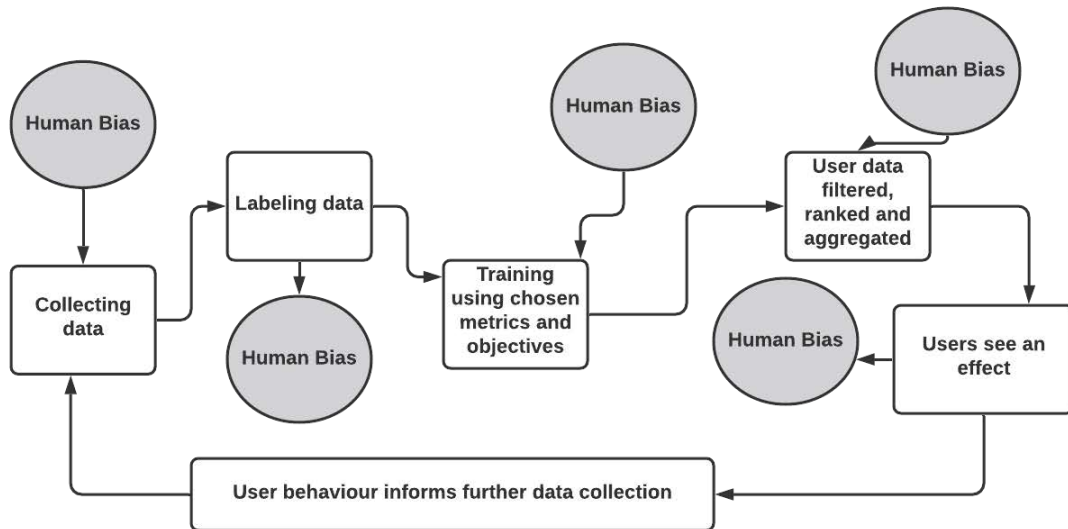 Human Bias
Human Bias
Human Bias
Collecting
data
Labeling data
Human Bias
Training
using chosen
metrics and
objectives
User data
filtered,
ranked and
aggregated
Human Bias
Users see an
effect
User behaviour informs further data collection